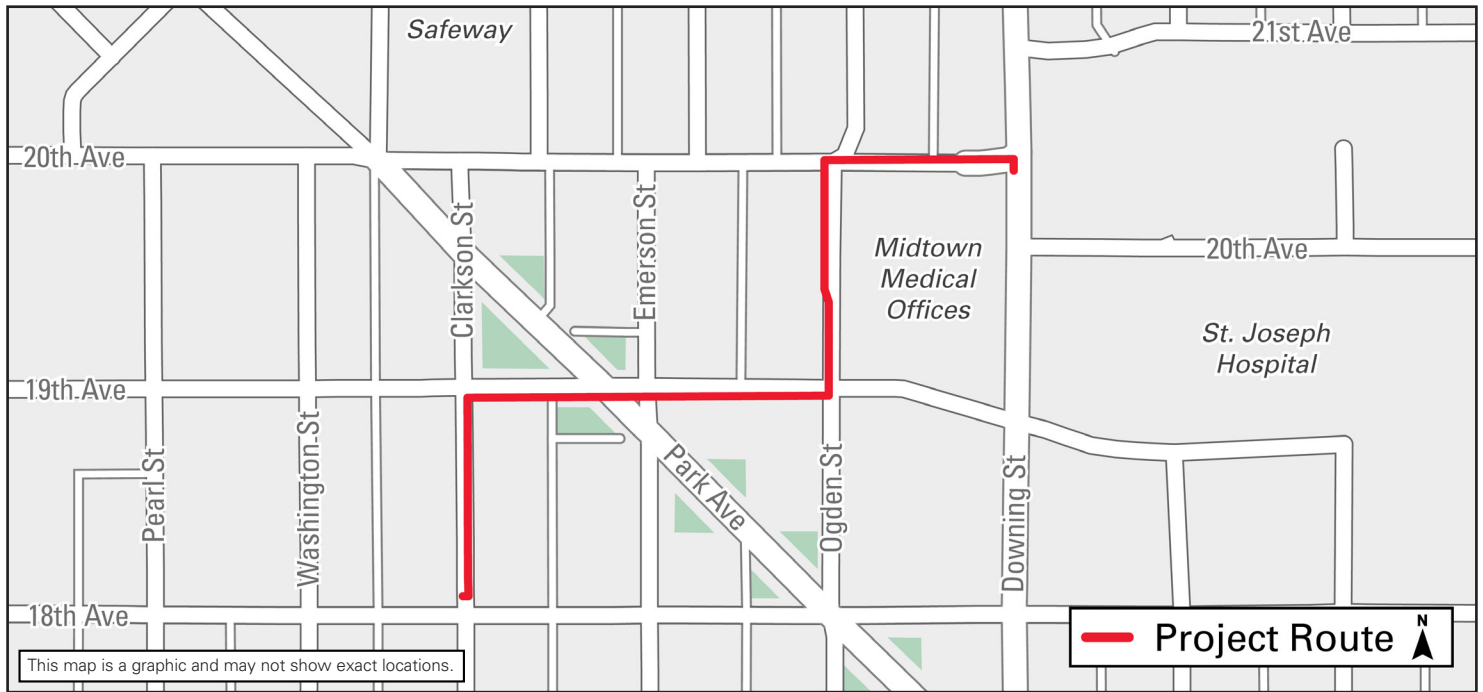 Safeway
21st Ave
20th Ave
Clarkson St
Emerson St
Midtown
Medical
Offices
20th Ave
St. Joseph
Hospital
19th Ave
Pearl St
Washington St
Park Ave
Ogden St
Downing St
18th Ave
This map is a graphic and may not show exact locations.
Project Route
N